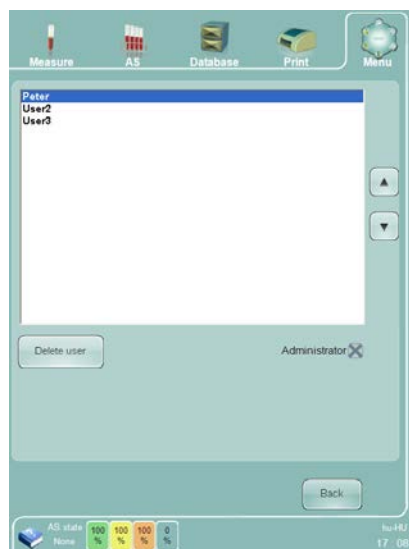 Measure AS Database Print Menu
Peter
User2
User3
Delete user
Administrator
Back
AS state
None
100 % 100 % 100 % 0 %
hu-HU
17 08